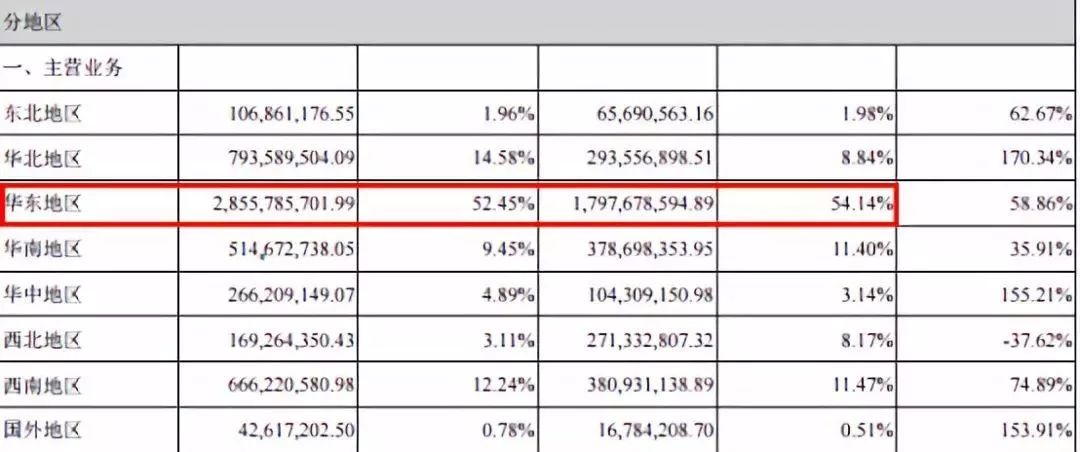 分地区
一、主营业务
东北地区 106,861,176.55 1.96% 65,690,563.16 1.98% 62.67%
华北地区 793,589,504.09 14.58% 293,556,898.51 8.84% 170.34%
华东地区 2,855,785,701.99 52.45% 1,797,678,594.89 54.14% 58.86%
华南地区 514,672,738.05 9.45% 378,698,353.95 11.40% 35.91%
华中地区 266,209,149.07 4.89% 104,309,150.98 3.14% 155.21%
西北地区 169,264,350.43 3.11% 271,332,807.32 8.17% -37.62%
西南地区 666,220,580.98 12.24% 380,931,138.89 11.47% 74.89%
国外地区 42,617,202.50 0.78% 16,784,208.70 0.51% 153.91%